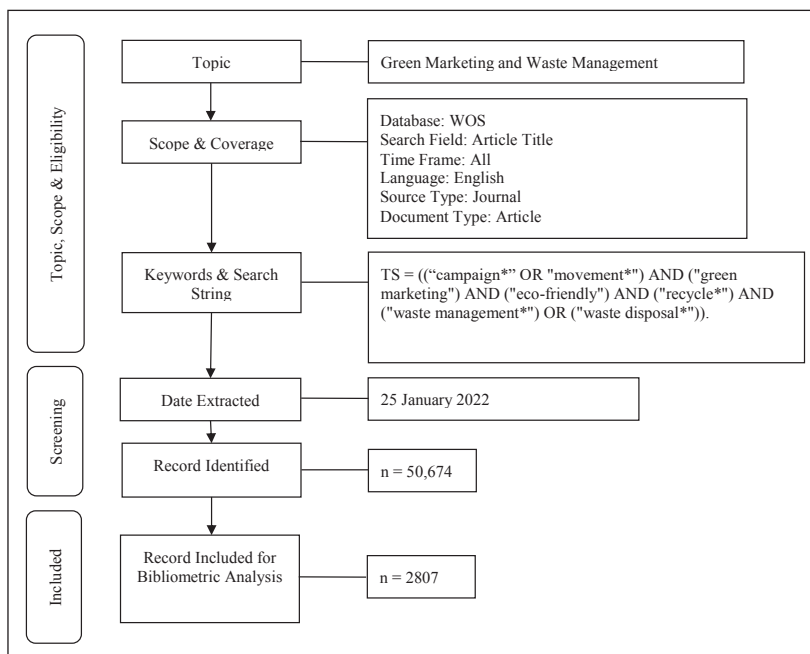 Topic, Scope & Eligibility
Topic
Green Marketing and Waste Management
Scope & Coverage
Database: WOS
Search Field: Article Title
Time Frame: All
Language: English
Source Type: Journal
Document Type: Article
Keywords & Search
String
TS = ((“campaign*” OR "movement*") AND ("green
marketing") AND ("eco-friendly") AND ("recycle*") AND
("waste management*") OR ("waste disposal*")).
Screening
Date Extracted
25 January 2022
Record Identified
n = 50,674
Included
Record Included for
Bibliometric Analysis
n = 2807